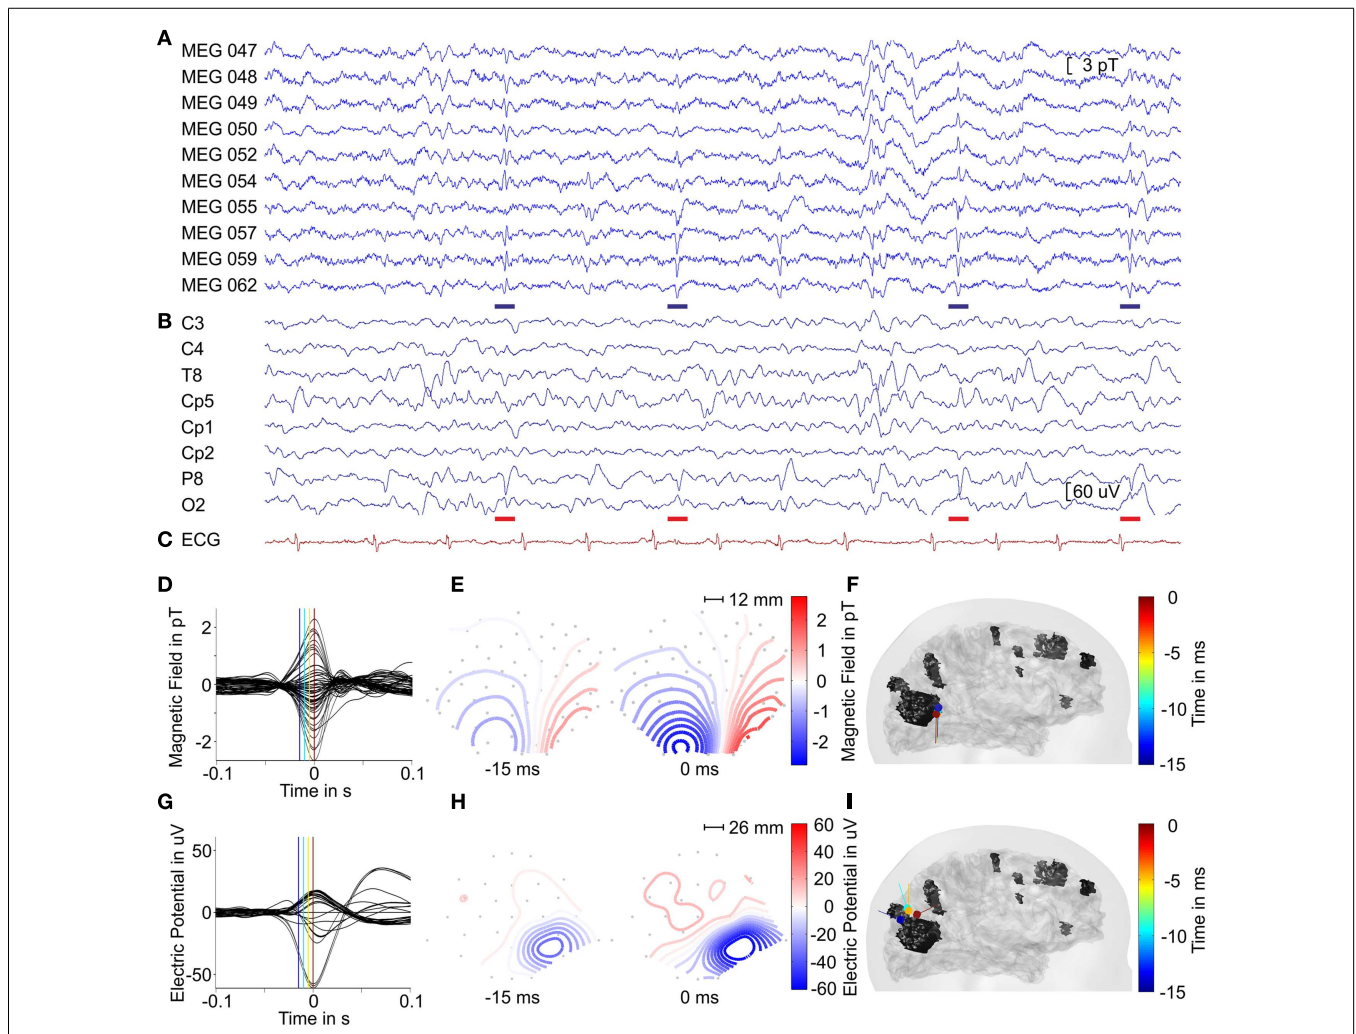 A
MEG 047
MEG 048
MEG 049
MEG 050
MEG 052
MEG 054
MEG 055
MEG 057
MEG 059
MEG 062
3 pT
B
C3
C4
T8
Cp5
Cp1
Cp2
P8
O2
60 uV
C ECG
D
Magnetic Field in pT
2
0
-2
-0.1
0
0.1
Time in s
E
12 mm
-15 ms
0 ms
2
1
0
-1
-2
Magnetic Field in pT
F
0
-5
-10
-15
Time in ms
G
Electric Potential in uV
50
0
-50
-0.1
0
0.1
Time in s
H
26 mm
-15 ms
0 ms
60
40
20
0
-20
-40
-60
Electric Potential in uV
I
0
-5
-10
-15
Time in ms